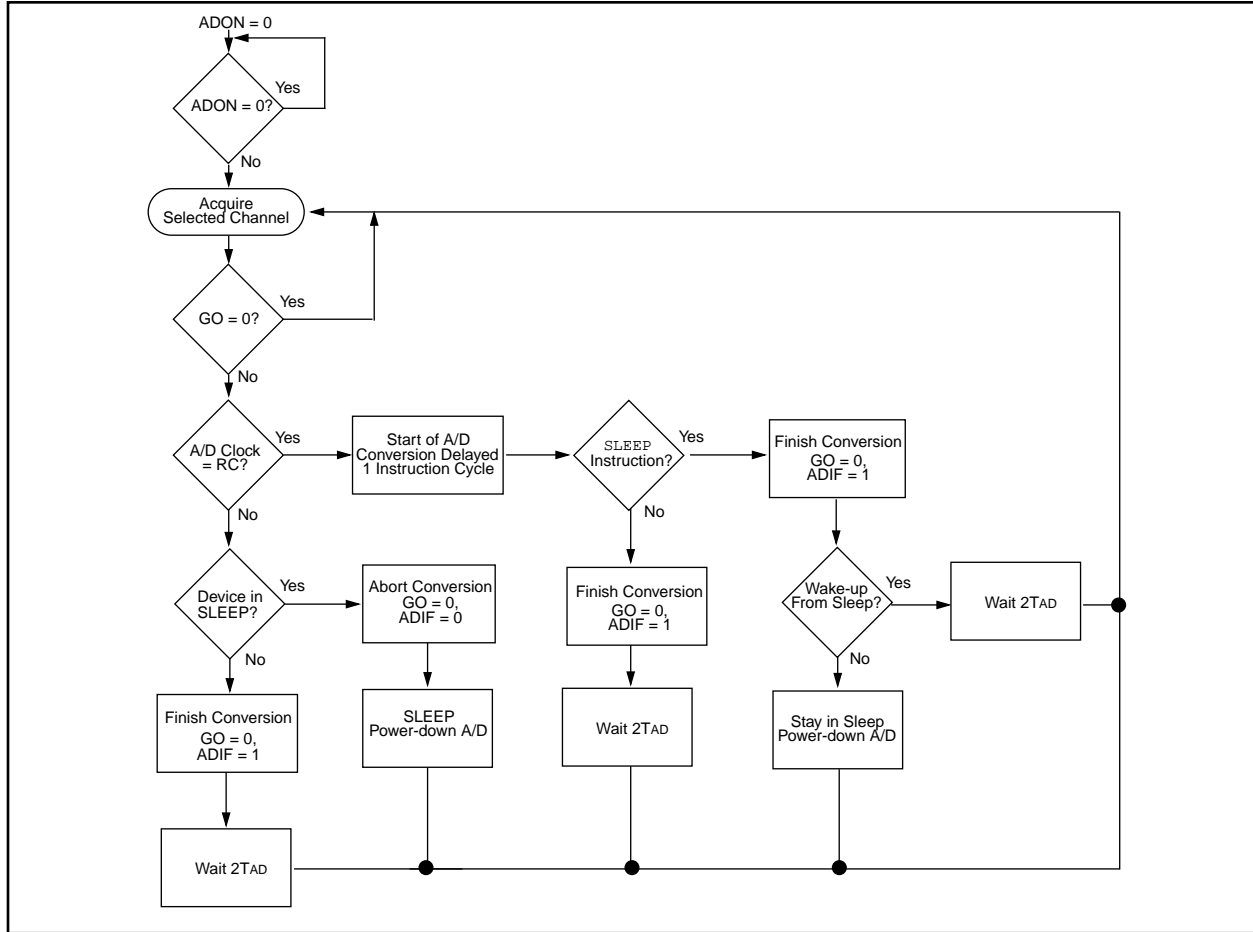 ADON = 0
Yes
ADON = 0?
No
Acquire
Selected Channel
Yes
GO = 0?
No
A/D Clock
= RC?
Yes
Start of A/D
Conversion Delayed
1 Instruction Cycle
SLEEP
Instruction?
Yes
Finish Conversion
GO = 0,
ADIF = 1
No
No
Device in
SLEEP?
Yes
Abort Conversion
GO = 0,
ADIF = 0
Finish Conversion
GO = 0,
ADIF = 1
Wake-up
From Sleep?
Yes
Wait 2TAD
No
No
Finish Conversion
GO = 0,
ADIF = 1
SLEEP
Power-down A/D
Wait 2TAD
Stay in Sleep
Power-down A/D
Wait 2TAD